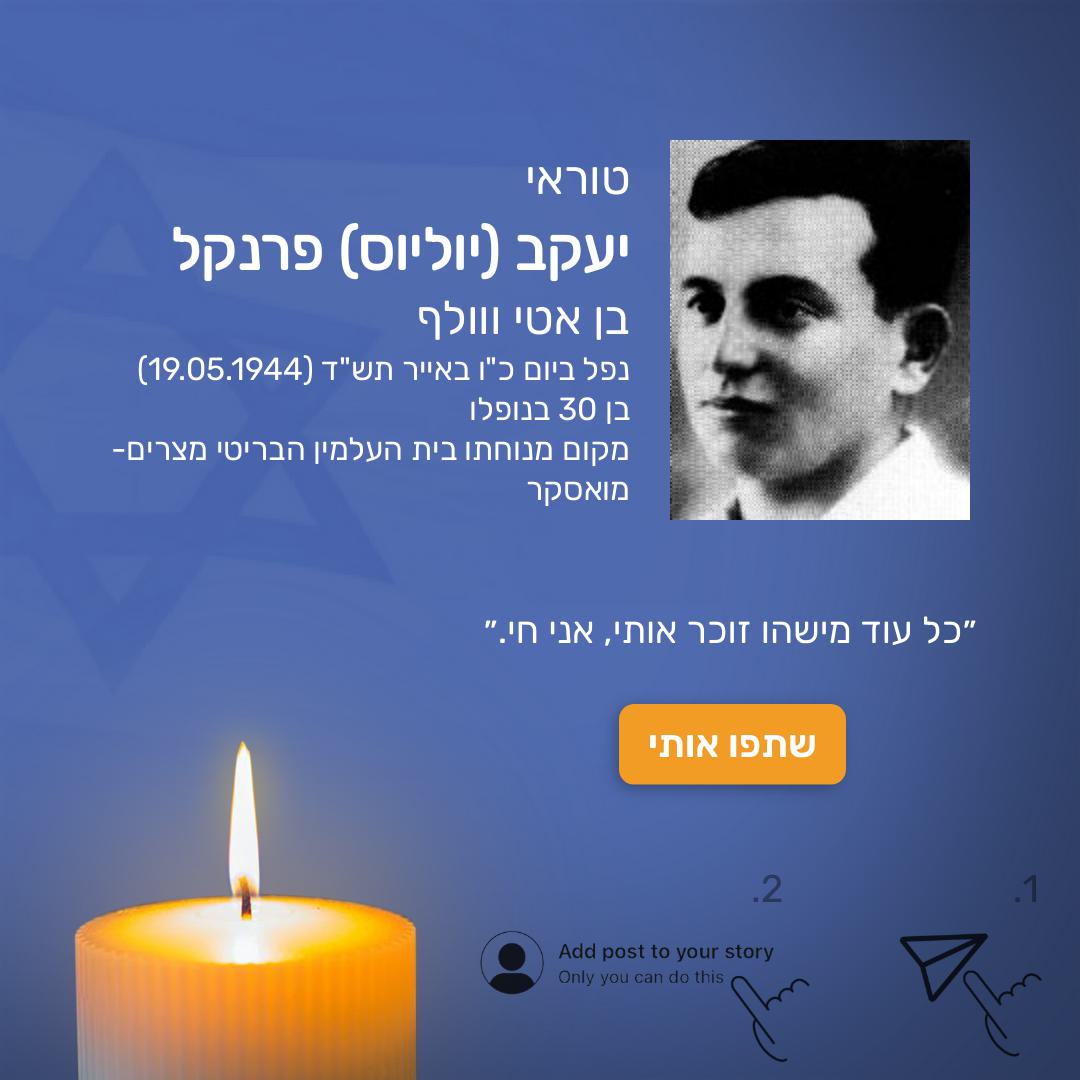 טוראי
יעקב (יוליוס) פרנקל
בן אטי וווולף
נפל ביום כ"ו באייר תש"ד (19.05.1944)
בן 30 בנופלו
מקום מנוחתו בית העלמין הבריטי מצרים-
מואסקר
״כל עוד מישהו זוכר אותי, אני חי.״
שתפו אותי
1.
2.
Add post to your story
Only you can do this